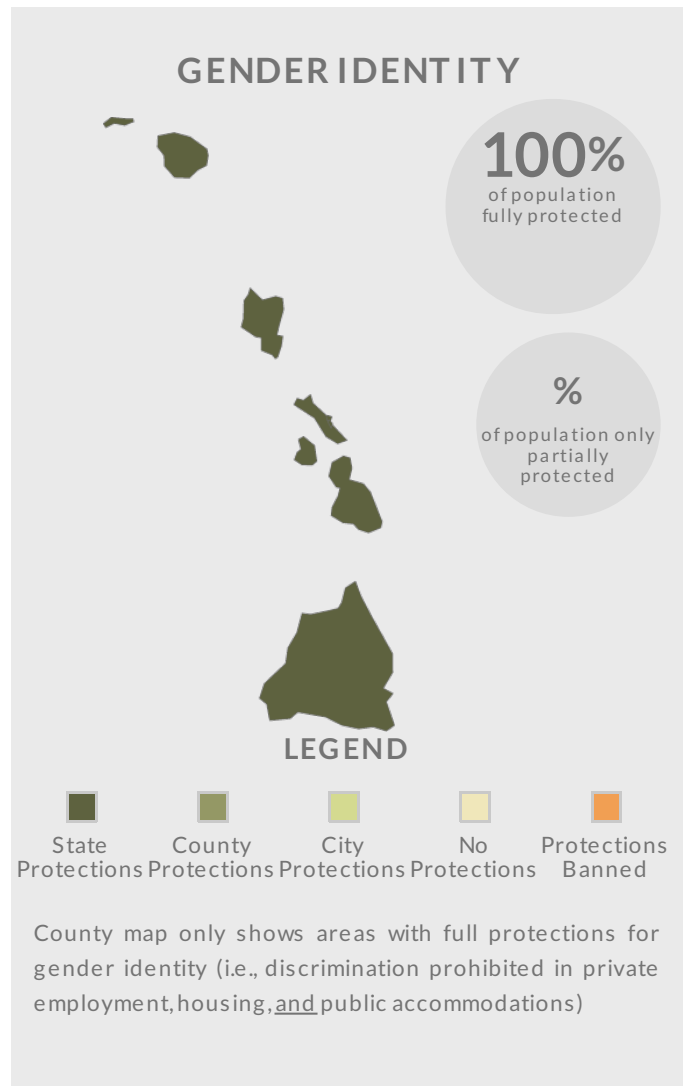 GENDER IDENTITY
100%
of population
fully protected
%
of population only
partially
protected
LEGEND
State Protections
County Protections
City Protections
No Protections
Protections Banned
County map only shows areas with full protections for
gender identity (i.e., discrimination prohibited in private
employment, housing, and public accommodations)